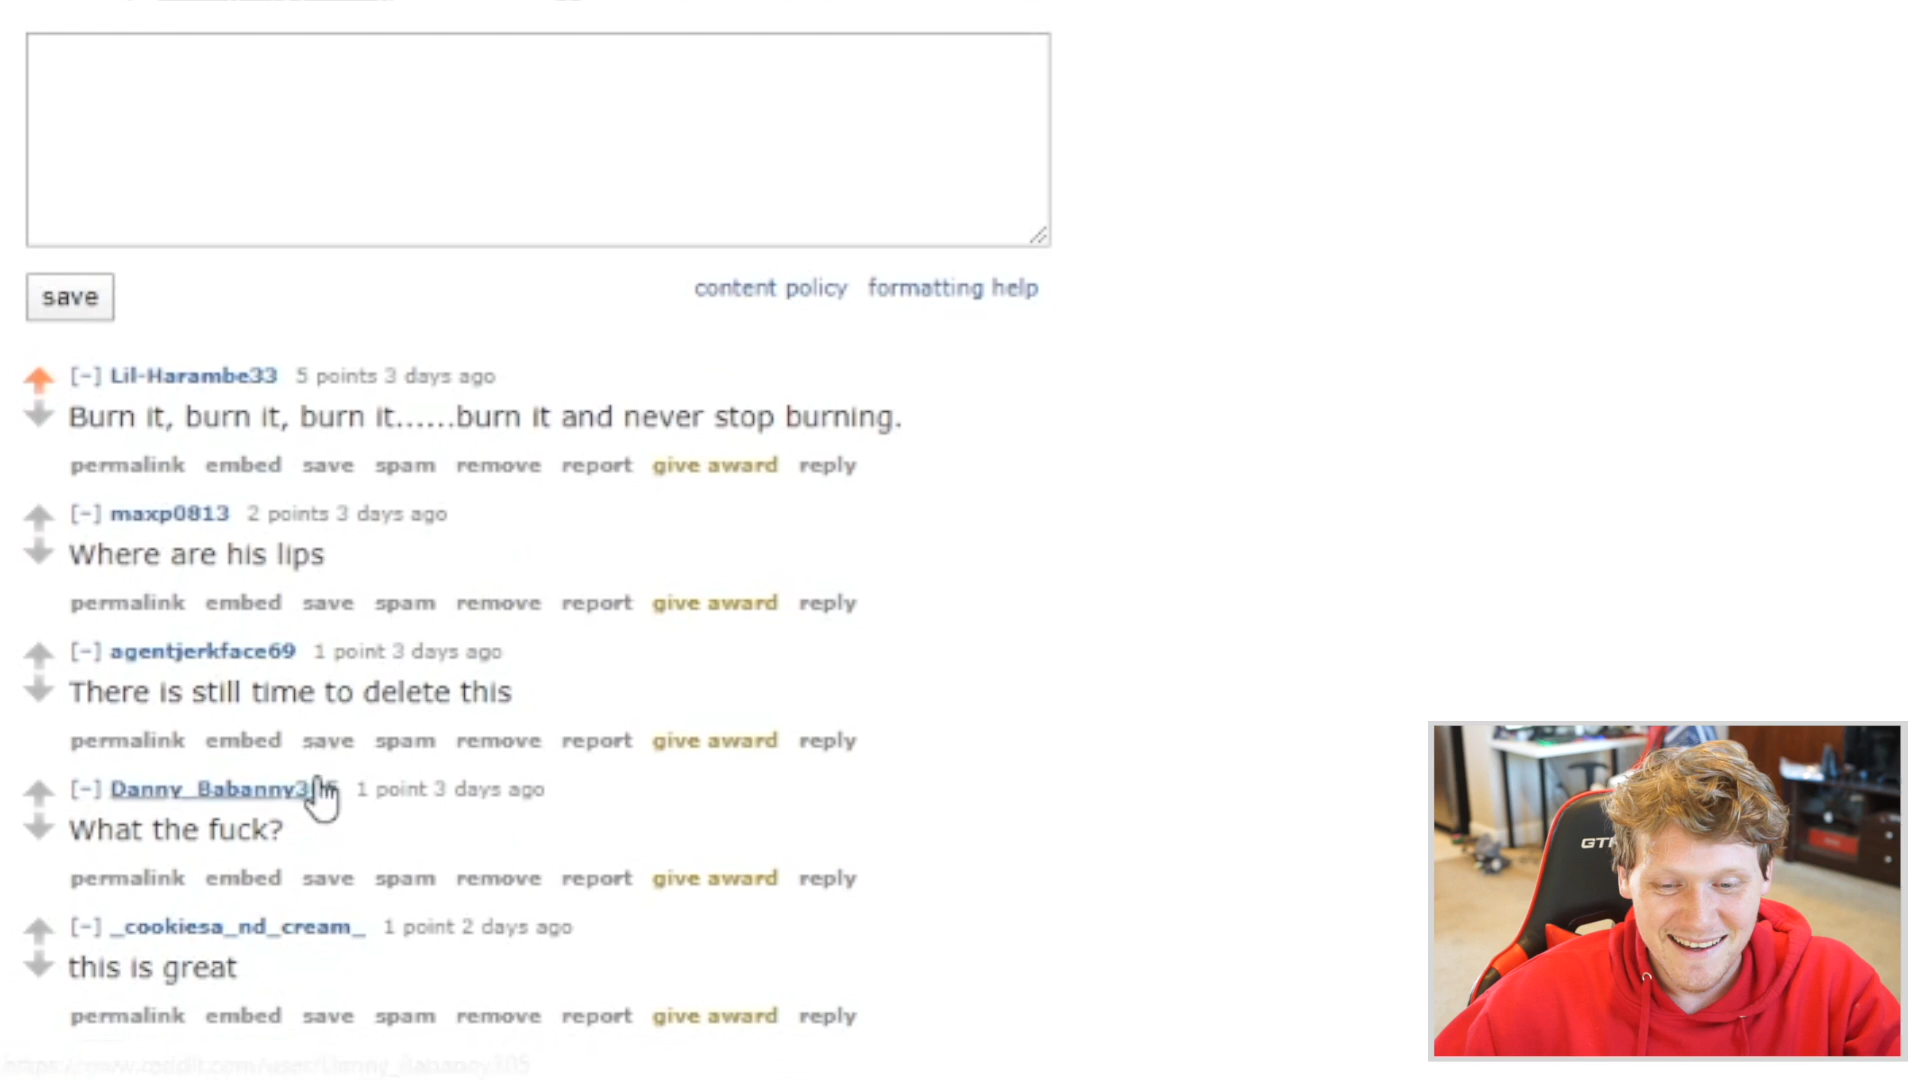 save
content policy formatting help
[-] Lil-Harambe33 5 points 3 days ago
Burn it, burn it, burn it......burn it and never stop burning.
permalink embed save spam remove report give award reply
[-] maxp0813 2 points 3 days ago
Where are his lips
permalink embed save spam remove report give award reply
[-] agentjerkface69 1 point 3 days ago
There is still time to delete this
permalink embed save spam remove report give award reply
[-] 1 point 3 days ago
What the fuck?
permalink embed save spam remove report give award reply
[-] _cookiesa_nd_cream_ 1 point 2 days ago
this is great
permalink embed save spam remove report give award reply